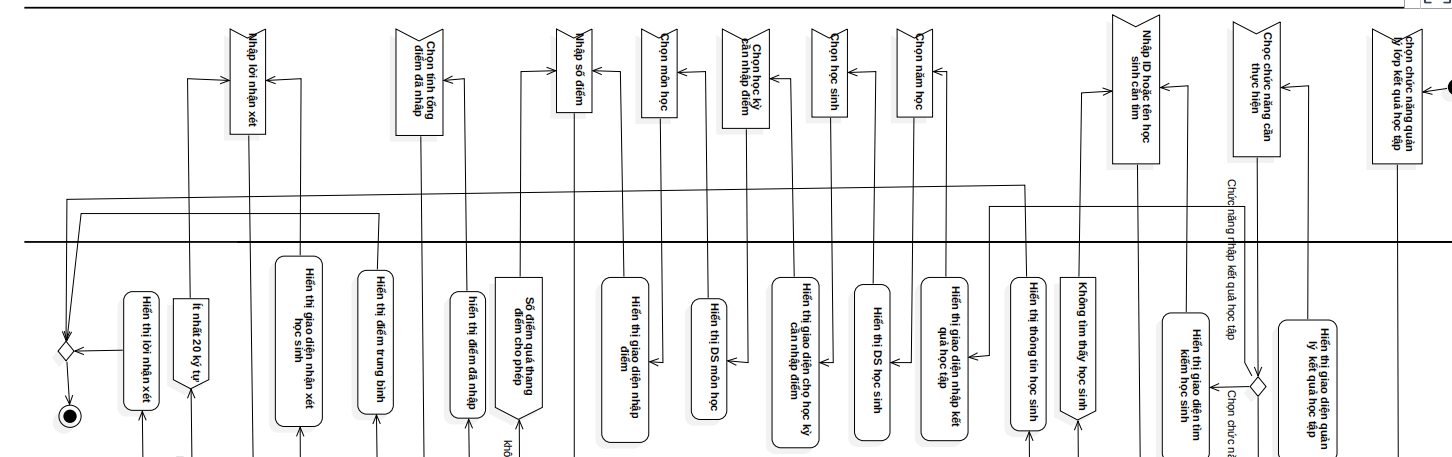 Nhập lời nhận xét
Chọn tính tổng
điểm đã nhập
Nhập số điểm
Chọn môn học
Chọn học kỳ
cần nhập điểm
Chọn học sinh
Chọn năm học
Nhập ID hoặc tên học
sinh cần tìm
Chọn chức năng cần
thực hiện
chọn chức năng quản
lý lớp kết quả học tập
Chức năng nhập kết quả học tập
Hiển thị lời nhận xét
Ít nhất 20 ký tự
Hiển thị giao diện nhận xét
học sinh
Hiển thị điểm trung bình
hiển thị điểm đã nhập
Số điểm quá thang
điểm cho phép
Hiển thị giao diện nhập
điểm
Hiển thị DS môn học
Hiển thị giao diện chọ học kỳ
cần nhập điểm
Hiển thị DS học sinh
Hiển thị giao diện nhập kết
quả học tập
Hiển thị thông tin học sinh
Không tìm thấy học sinh
Hiển thị giao diện tìm
kiếm học sinh
Hiển thị giao diện quản
lý kết quả học tập
Chọn chức